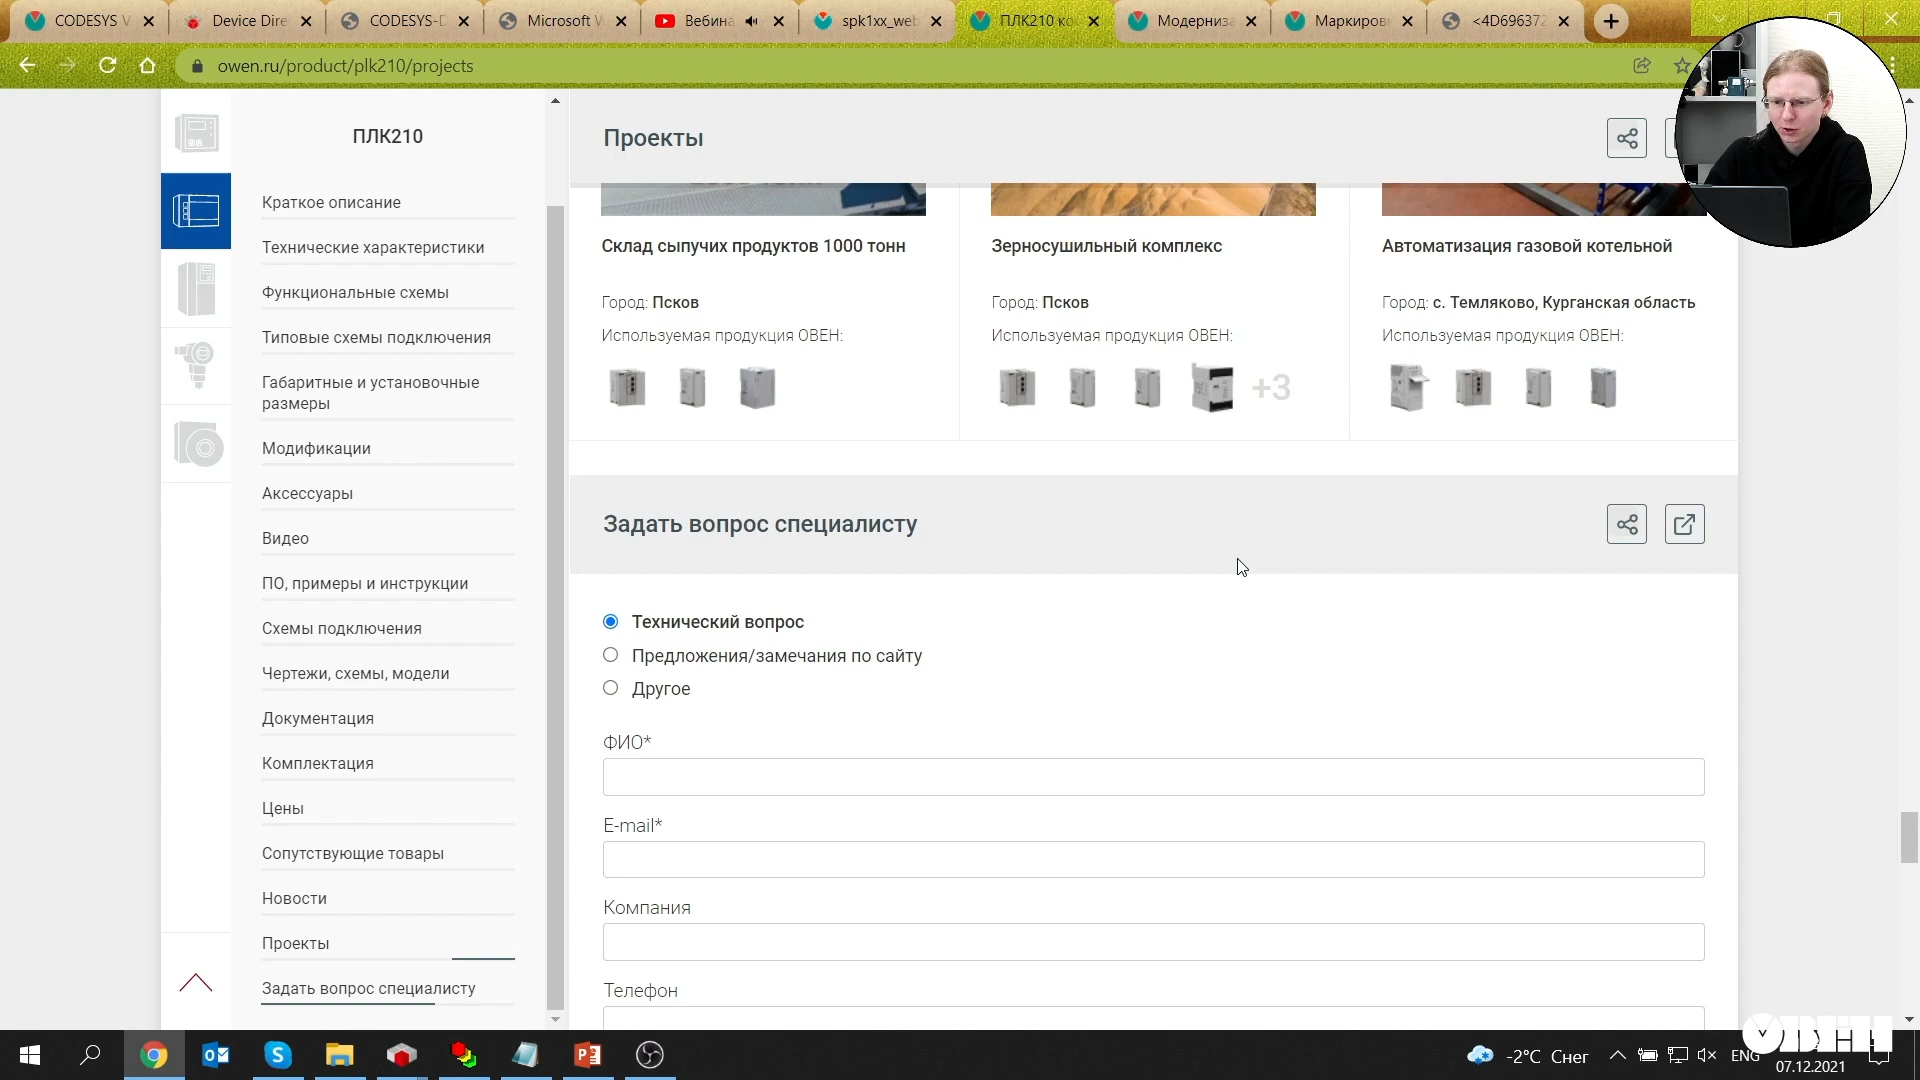 CODESYS V
Device Dire
CODESYS-D
Microsoft W
Вебина
spk1xx_web
ПЛК210 ко
Модерниза
Маркиров
<4D696372
owen.ru/product/plk210/projects
ПЛК210
Краткое описание
Технические характеристики
Функциональные схемы
Типовые схемы подключения
Габаритные и установочные
размеры
Модификации
Аксессуары
Видео
ПО, примеры и инструкции
Схемы подключения
Чертежи, схемы, модели
Документация
Комплектация
Цены
Сопутствующие товары
Новости
Проекты
Задать вопрос специалисту
Проекты
Склад сыпучих продуктов 1000 тонн
Город: Псков
Используемая продукция ОВЕН:
Зерносушильный комплекс
Город: Псков
Используемая продукция ОВЕН:
+3
Автоматизация газовой котельной
Город: с. Темляково, Курганская область
Используемая продукция ОВЕН:
Задать вопрос специалисту
Технический вопрос
Предложения/замечания по сайту
Другое
ФИО*
E-mail*
Компания
Телефон
-2°C Снег
ENG
07.12.2021
ОВЕН